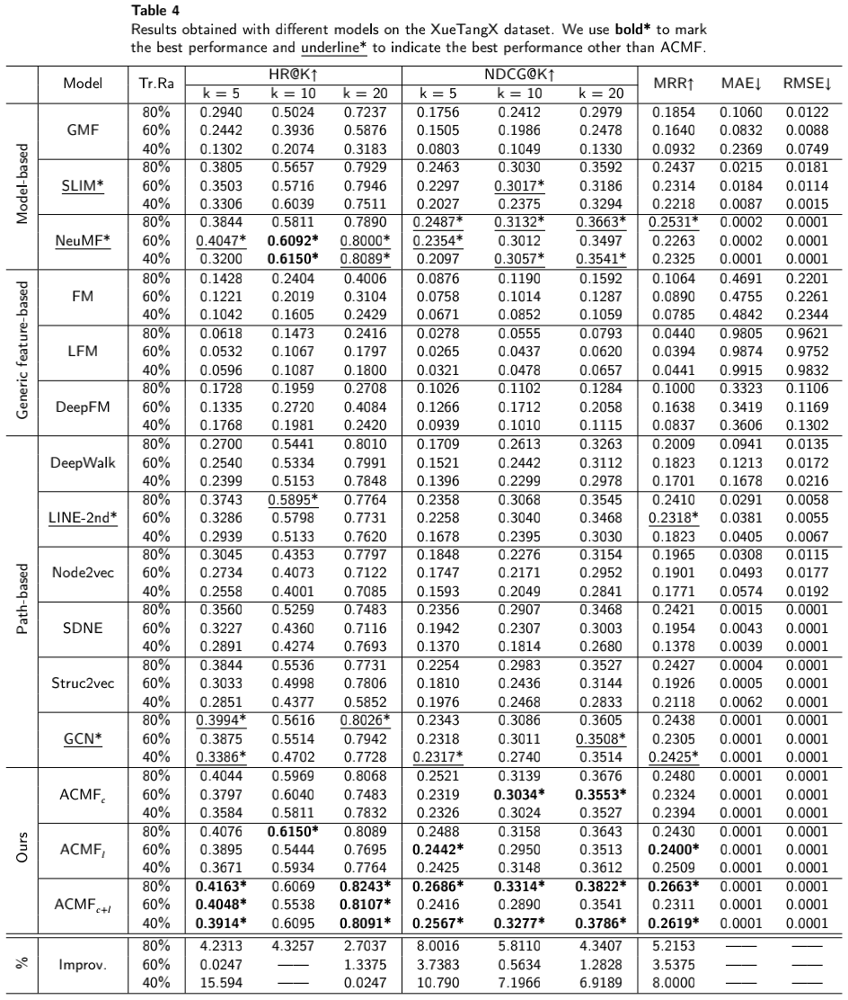 Table 4
Results obtained with different models on the XueTangX dataset. We use bold* to mark
the best performance and underline* to indicate the best performance other than ACMF.
Model Tr.Ra HR@K↑ NDCG@K↑ MRR↑ MAE↓ RMSE↓
k = 5 k = 10 k = 20 k = 5 k = 10 k = 20
Model-based
GMF
80% 0.2940 0.5024 0.7237 0.1756 0.2412 0.2979 0.1854 0.1060 0.0122
60% 0.2442 0.3936 0.5876 0.1505 0.1986 0.2478 0.1640 0.0832 0.0088
40% 0.1302 0.2074 0.3183 0.0803 0.1049 0.1330 0.0932 0.2369 0.0749
SLIM*
80% 0.3805 0.5657 0.7929 0.2463 0.3030 0.3592 0.2437 0.0215 0.0181
60% 0.3503 0.5716 0.7946 0.2297 0.3017* 0.3186 0.2314 0.0184 0.0114
40% 0.3306 0.6039 0.7511 0.2027 0.2375 0.3294 0.2218 0.0087 0.0015
NeuMF*
80% 0.3844 0.5811 0.7890 0.2487* 0.3132* 0.3663* 0.2531* 0.0002 0.0001
60% 0.4047* 0.6092* 0.8000* 0.2354* 0.3012 0.3497 0.2263 0.0002 0.0001
40% 0.3200 0.6150* 0.8089* 0.2097 0.3057* 0.3541* 0.2325 0.0001 0.0001
Generic feature-based
FM
80% 0.1428 0.2404 0.4006 0.0876 0.1190 0.1592 0.1064 0.4691 0.2201
60% 0.1221 0.2019 0.3104 0.0758 0.1014 0.1287 0.0890 0.4755 0.2261
40% 0.1042 0.1605 0.2429 0.0671 0.0852 0.1059 0.0785 0.4842 0.2344
LFM
80% 0.0618 0.1473 0.2416 0.0278 0.0555 0.0793 0.0440 0.9805 0.9621
60% 0.0532 0.1067 0.1797 0.0265 0.0437 0.0620 0.0394 0.9874 0.9752
40% 0.0596 0.1087 0.1800 0.0321 0.0478 0.0657 0.0441 0.9915 0.9832
DeepFM
80% 0.1728 0.1959 0.2708 0.1026 0.1102 0.1284 0.1000 0.3323 0.1106
60% 0.1335 0.2720 0.4084 0.1266 0.1712 0.2058 0.1638 0.3419 0.1169
40% 0.1768 0.1981 0.2420 0.0939 0.1010 0.1115 0.0837 0.3606 0.1302
Path-based
DeepWalk
80% 0.2700 0.5441 0.8010 0.1709 0.2613 0.3263 0.2009 0.0941 0.0135
60% 0.2540 0.5334 0.7991 0.1521 0.2442 0.3112 0.1823 0.1213 0.0172
40% 0.2399 0.5153 0.7848 0.1396 0.2299 0.2978 0.1701 0.1678 0.0216
LINE-2nd*
80% 0.3743 0.5895* 0.7764 0.2358 0.3068 0.3545 0.2410 0.0291 0.0058
60% 0.3286 0.5798 0.7731 0.2258 0.3040 0.3468 0.2318* 0.0381 0.0055
40% 0.2939 0.5133 0.7620 0.1678 0.2395 0.3030 0.1823 0.0405 0.0067
Node2vec
80% 0.3045 0.4353 0.7797 0.1848 0.2276 0.3154 0.1965 0.0308 0.0115
60% 0.2734 0.4073 0.7122 0.1747 0.2171 0.2952 0.1901 0.0493 0.0177
40% 0.2558 0.4001 0.7085 0.1593 0.2049 0.2841 0.1771 0.0574 0.0192
SDNE
80% 0.3560 0.5259 0.7483 0.2356 0.2907 0.3468 0.2421 0.0015 0.0001
60% 0.3227 0.4360 0.7116 0.1942 0.2307 0.3003 0.1954 0.0043 0.0001
40% 0.2891 0.4274 0.7693 0.1370 0.1814 0.2680 0.1378 0.0039 0.0001
Struc2vec
80% 0.3844 0.5536 0.7731 0.2254 0.2983 0.3527 0.2427 0.0004 0.0001
60% 0.3033 0.4998 0.7806 0.1810 0.2436 0.3144 0.1926 0.0005 0.0001
40% 0.2851 0.4377 0.5852 0.1976 0.2468 0.2833 0.2118 0.0062 0.0001
GCN*
80% 0.3994* 0.5616 0.8026* 0.2343 0.3086 0.3605 0.2438 0.0001 0.0001
60% 0.3875 0.5514 0.7942 0.2318 0.3011 0.3508* 0.2305 0.0001 0.0001
40% 0.3386* 0.4702 0.7728 0.2317* 0.2740 0.3514 0.2425* 0.0001 0.0001
Ours
ACMFc
80% 0.4044 0.5969 0.8068 0.2521 0.3139 0.3676 0.2480 0.0001 0.0001
60% 0.3797 0.6040 0.7483 0.2319 0.3034* 0.3553* 0.2324 0.0001 0.0001
40% 0.3584 0.5811 0.7832 0.2326 0.3024 0.3527 0.2394 0.0001 0.0001
ACMFl
80% 0.4076 0.6150* 0.8089 0.2488 0.3158 0.3643 0.2430 0.0001 0.0001
60% 0.3895 0.5444 0.7695 0.2442* 0.2950 0.3513 0.2400* 0.0001 0.0001
40% 0.3671 0.5934 0.7764 0.2425 0.3148 0.3612 0.2509 0.0001 0.0001
ACMFc+l
80% 0.4163* 0.6069 0.8243* 0.2686* 0.3314* 0.3822* 0.2663* 0.0001 0.0001
60% 0.4048* 0.5538 0.8107* 0.2416 0.2890 0.3541 0.2311 0.0001 0.0001
40% 0.3914* 0.6095 0.8091* 0.2567* 0.3277* 0.3786* 0.2619* 0.0001 0.0001
%
Improv.
80% 4.2313 4.3257 2.7037 8.0016 5.8110 4.3407 5.2153 —— ——
60% 0.0247 —— 1.3375 3.7383 0.5634 1.2828 3.5375 —— ——
40% 15.594 —— 0.0247 10.790 7.1966 6.9189 8.0000 —— ——